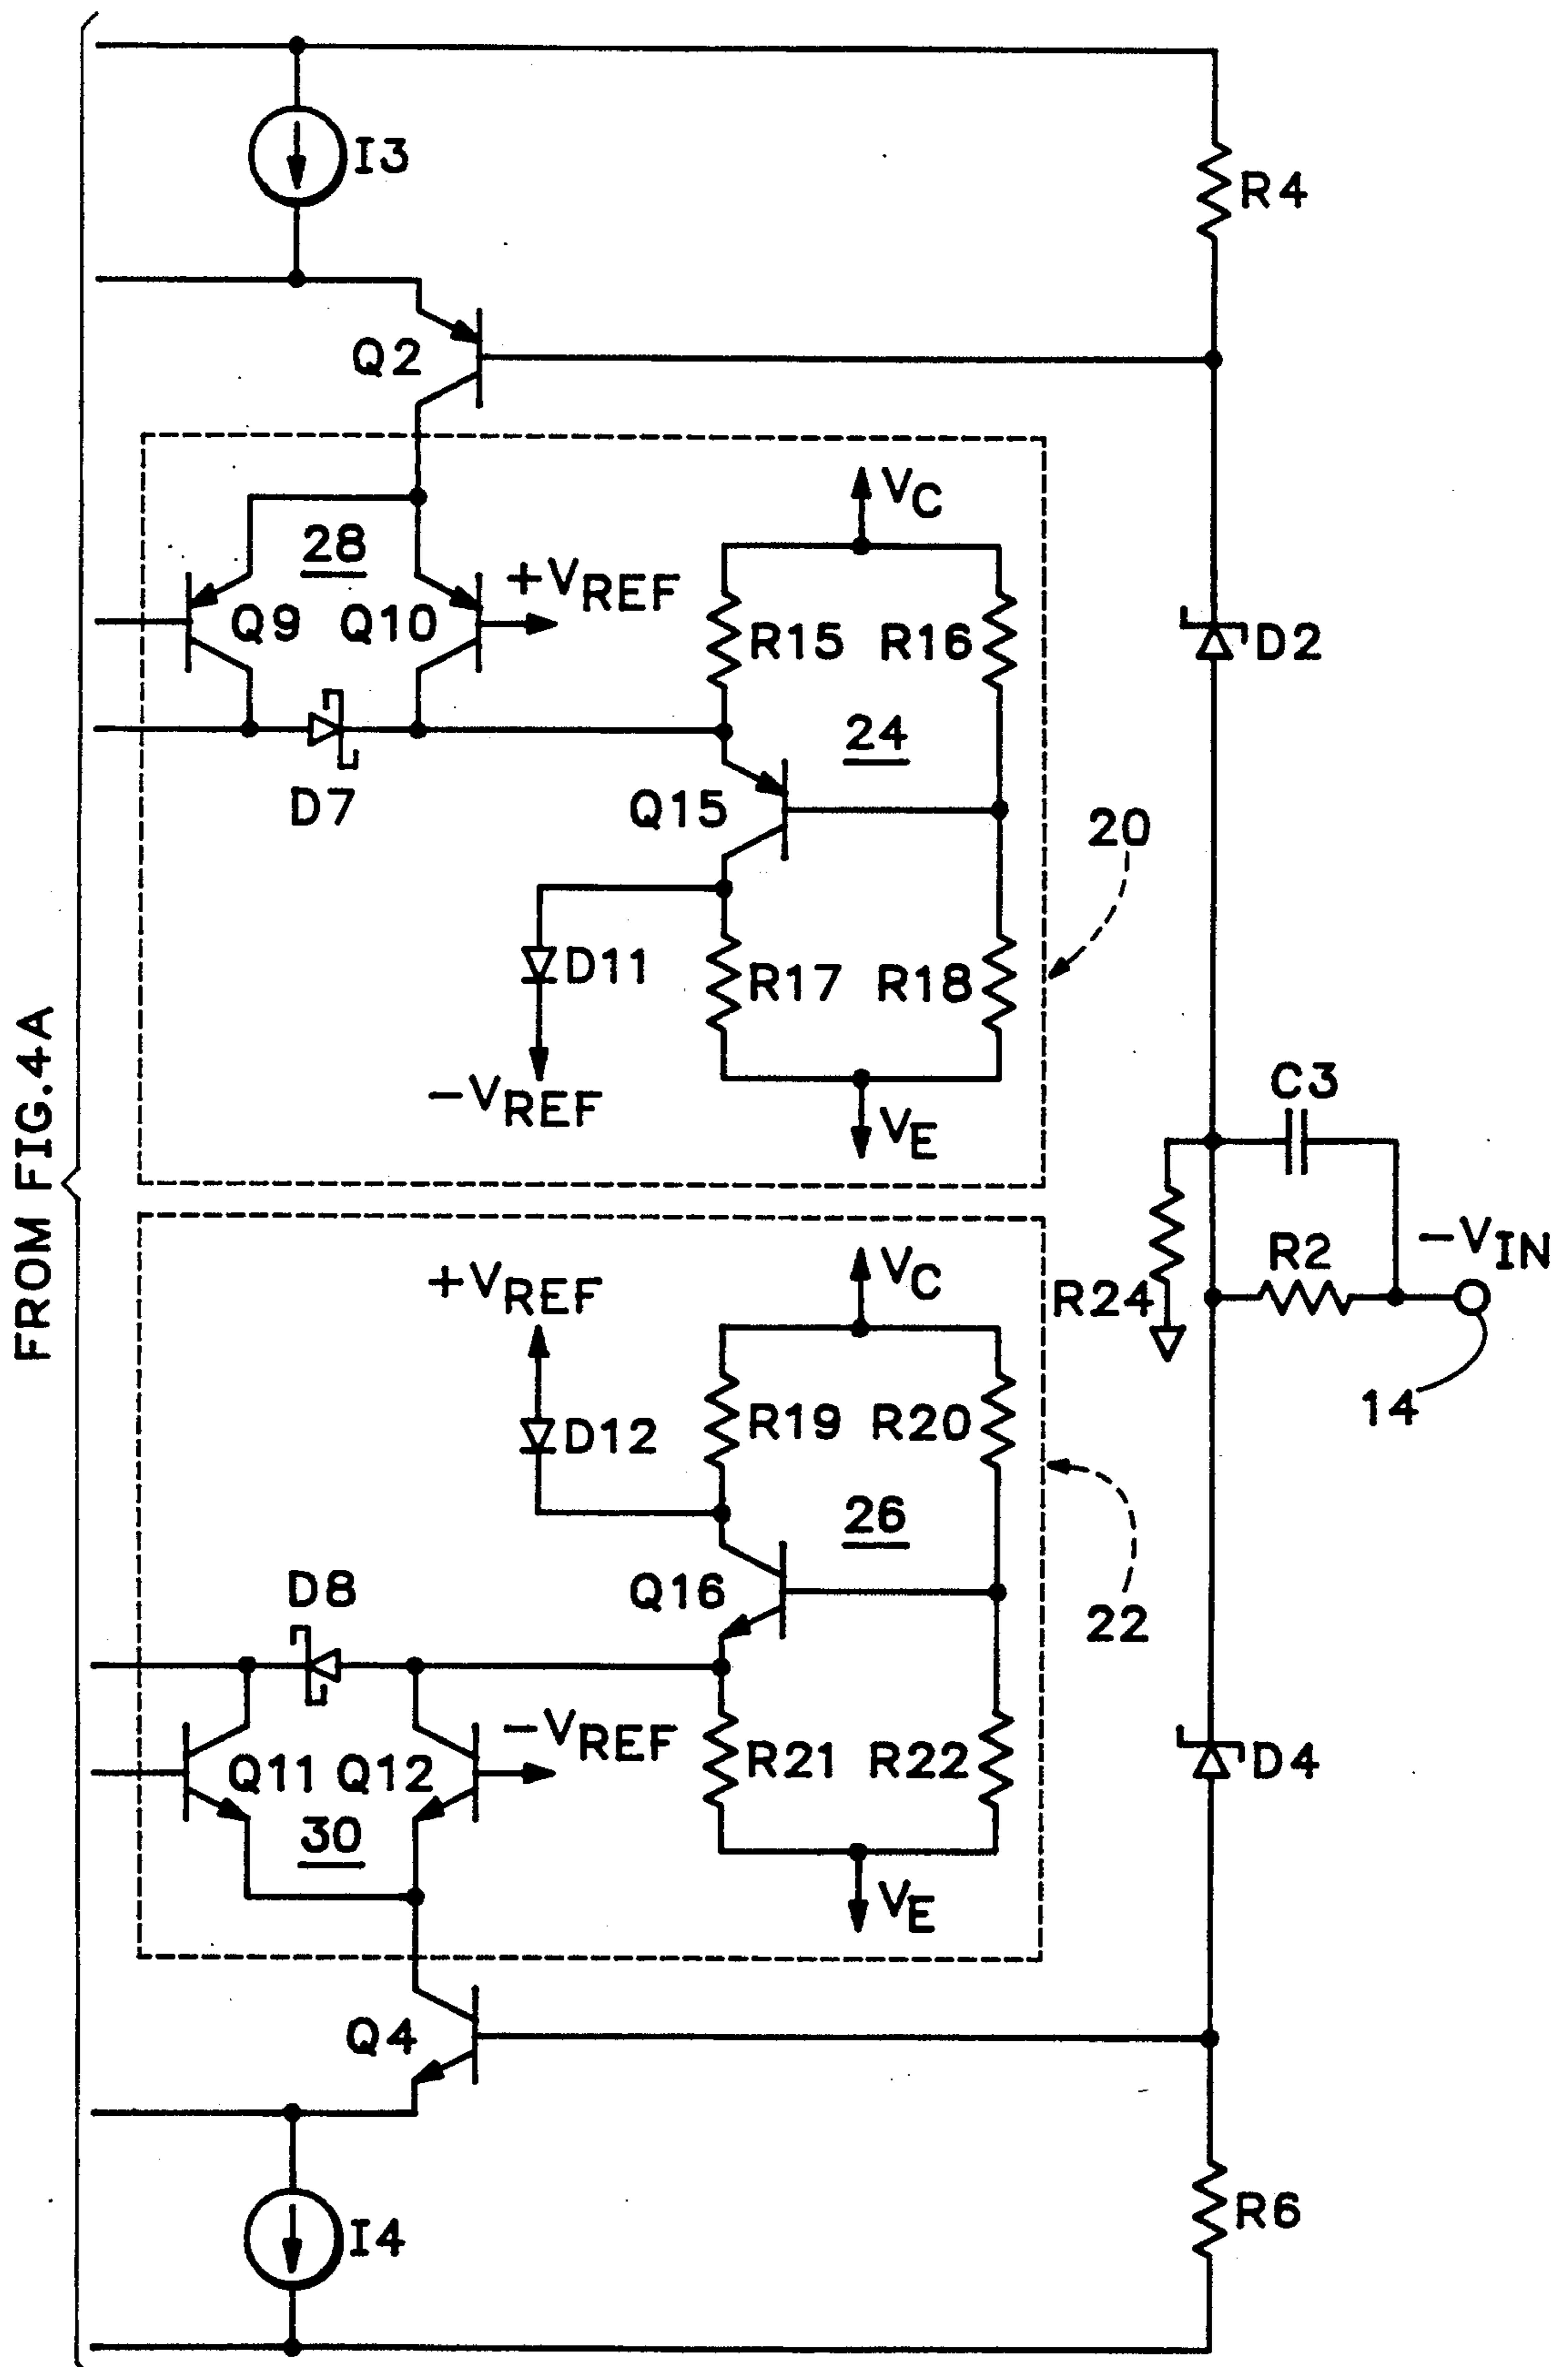 I3
R4
Q2
28
VC
+VREF
Q9 Q10
R15 R16
D2
24
D7
Q15
20
D11
R17 R18
-VREF
VE
FROM FIG.4A
C3
+VREF
VC
R24
R2
-VIN
14
D12
R19 R20
26
D8
Q16
22
-VREF
Q11 Q12
R21 R22
D4
30
VE
Q4
I4
R6